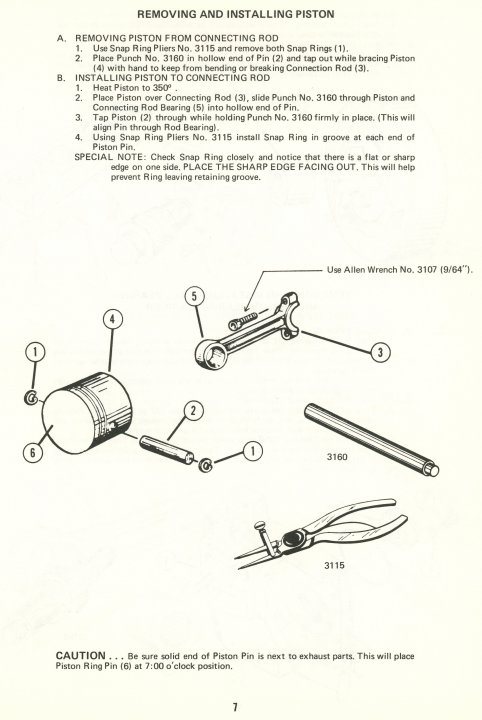 REMOVING AND INSTALLING PISTON
A. REMOVING PISTON FROM CONNECTING ROD
1. Use Snap Ring Pliers No. 3115 and remove both Snap Rings (1).
2. Place Punch No. 3160 in hollow end of Pin (2) and tap out while bracing Piston
(4) with hand to keep from bending or breaking Connection Rod (3).
B. INSTALLING PISTON TO CONNECTING ROD
1. Heat Piston to 350º .
2. Place Piston over Connecting Rod (3), slide Punch No. 3160 through Piston and
Connecting Rod Bearing (5) into hollow end of Pin.
3. Tap Piston (2) through while holding Punch No. 3160 firmly in place. (This will
align Pin through Rod Bearing).
4. Using Snap Ring Pliers No. 3115 install Snap Ring in groove at each end of
Piston Pin.
SPECIAL NOTE: Check Snap Ring closely and notice that there is a flat or sharp
edge on one side. PLACE THE SHARP EDGE FACING OUT. This will help
prevent Ring leaving retaining groove.
Use Allen Wrench No. 3107 (9/64").
5
4
1
3
2
6
1
3160
3115
CAUTION . . . Be sure solid end of Piston Pin is next to exhaust parts. This will place
Piston Ring Pin (6) at 7:00 o'clock position.
7